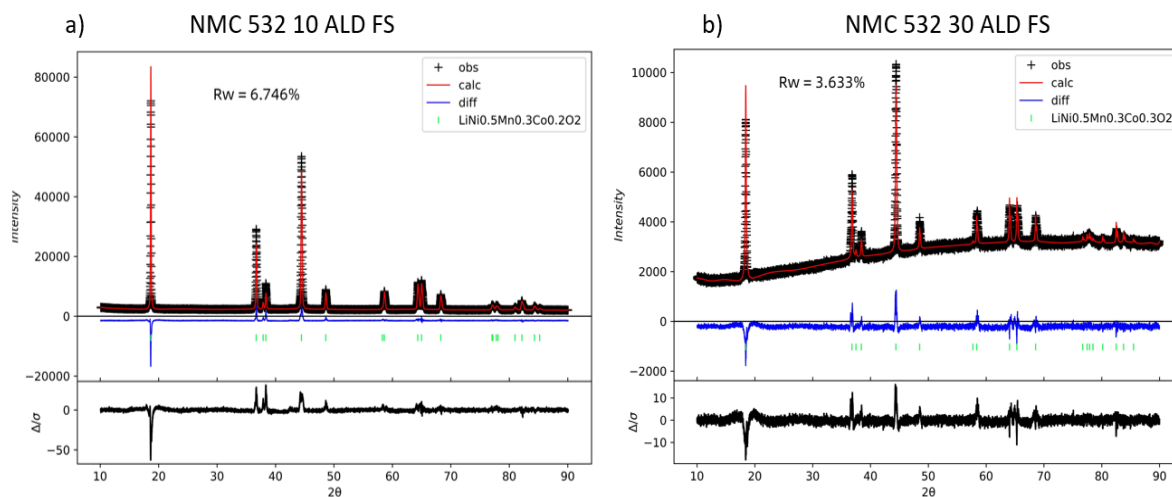 a) NMC 532 10 ALD FS
80000
60000
40000
20000
0
−20000
Intensity
Rw = 6.746%
obs
calc
diff
LiNi0.5Mn0.3Co0.2O2
0
−50
Δ/σ
10 20 30 40 50 60 70 80 90
2θ
b) NMC 532 30 ALD FS
10000
8000
6000
4000
2000
0
−2000
Intensity
Rw = 3.633%
obs
calc
diff
LiNi0.5Mn0.3Co0.3O2
10
0
−10
Δ/σ
10 20 30 40 50 60 70 80 90
2θ